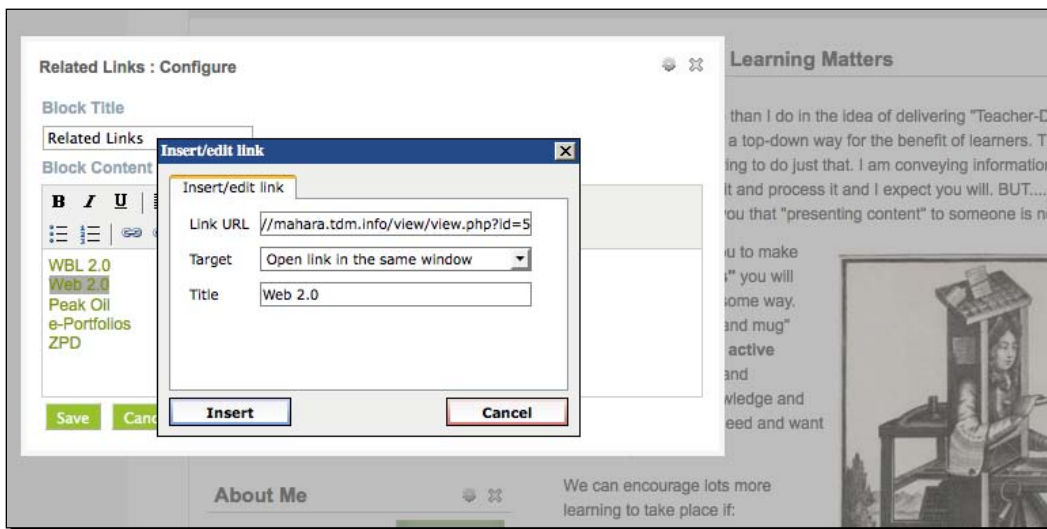 Related Links : Configure
Block Title
Related Links
Block Content
B I U
WBL 2.0
Web 2.0
Peak Oil
e-Portfolios
ZPD
Save
Insert/edit link
Insert/edit link
Link URL //mahara.tdm.info/view/view.php?id=5
Target Open link in the same window
Title Web 2.0
Insert Cancel
Learning Matters
than I do in the idea of delivering "Teacher-D
a top-down way for the benefit of learners. T
ing to do just that. I am conveying information
it and process it and I expect you will. BUT....
ou that "presenting content" to someone is n
u to make
" you will
some way.
and mug"
active
and
wledge and
eed and want
We can encourage lots more
learning to take place if:
About Me